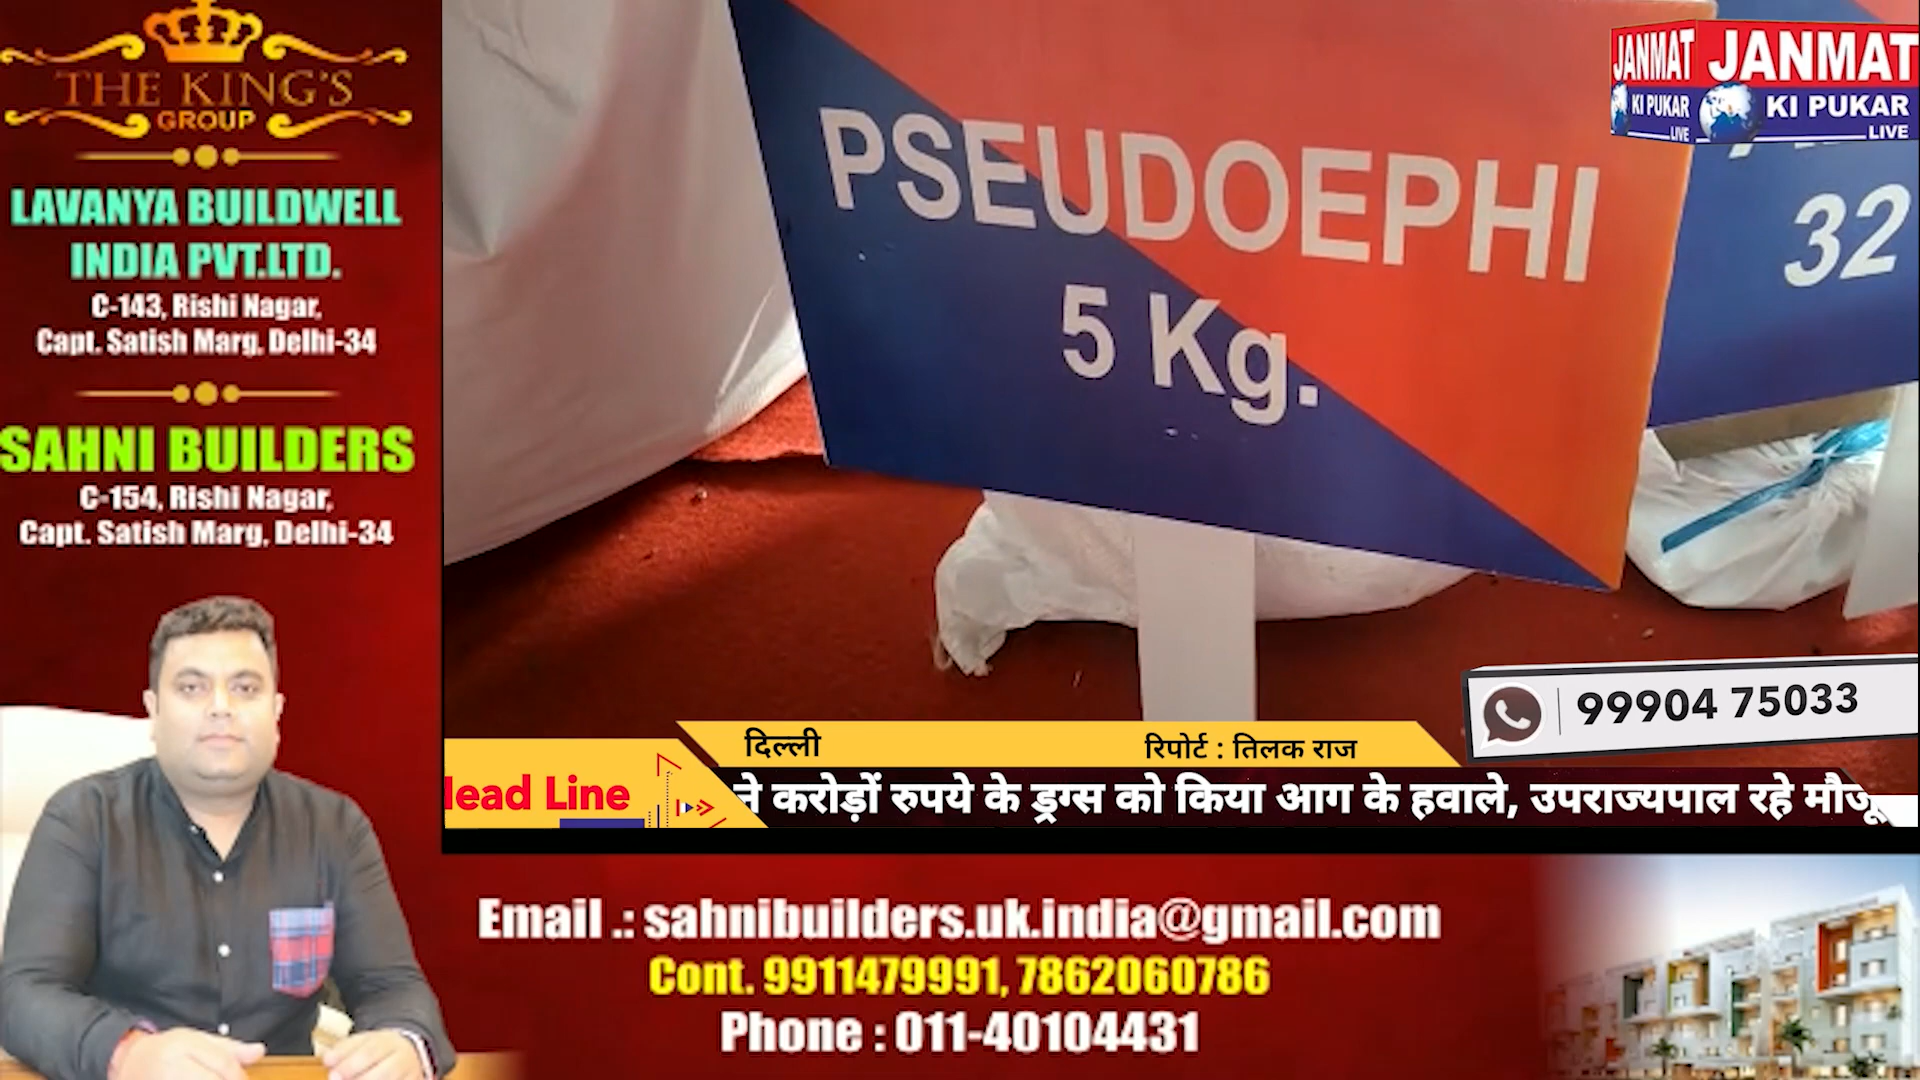 THE KING'S
GROUP
LAVANYA BUILDWELL
INDIA PVT.LTD.
C-143, Rishi Nagar,
Capt. Satish Marg, Delhi-34
SAHNI BUILDERS
C-154, Rishi Nagar,
Capt. Satish Marg, Delhi-34
PSEUDOEPHI
5 Kg.
32
JANMAT
KI PUKAR
LIVE
JANMAT
KI PUKAR
LIVE
99904 75033
दिल्ली
रिपोर्ट : तिलक राज
lead Line
ने करोड़ों रुपये के ड्रग्स को किया आग के हवाले, उपराज्यपाल रहे मौजू
Email .: sahnibuilders.uk.india@gmail.com
Cont. 9911479991, 7862060786
Phone : 011-40104431